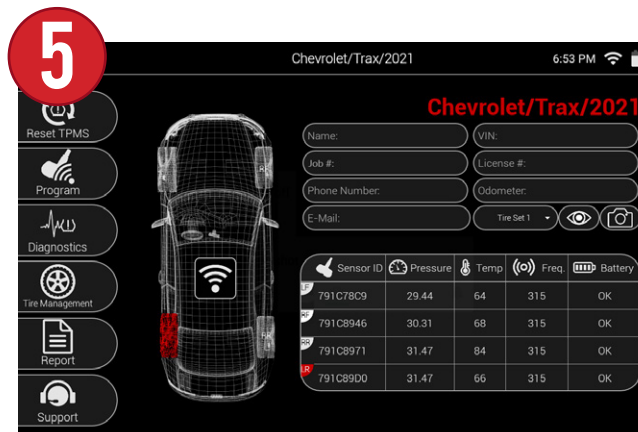 5
Chevrolet/Trax/2021 6:53 PM
Chevrolet/Trax/2021
Reset TPMS
Program
Diagnostics
Tire Management
Report
Support
RR
Name: VIN:
Job #: License #:
Phone Number: Odometer:
E-Mail: Tire Set 1
Sensor ID Pressure Temp Freq. Battery
LF 791C78C9 29.44 64 315 OK
RF 791C8946 30.31 68 315 OK
RR 791C8971 31.47 84 315 OK
LR 791C89D0 31.47 66 315 OK